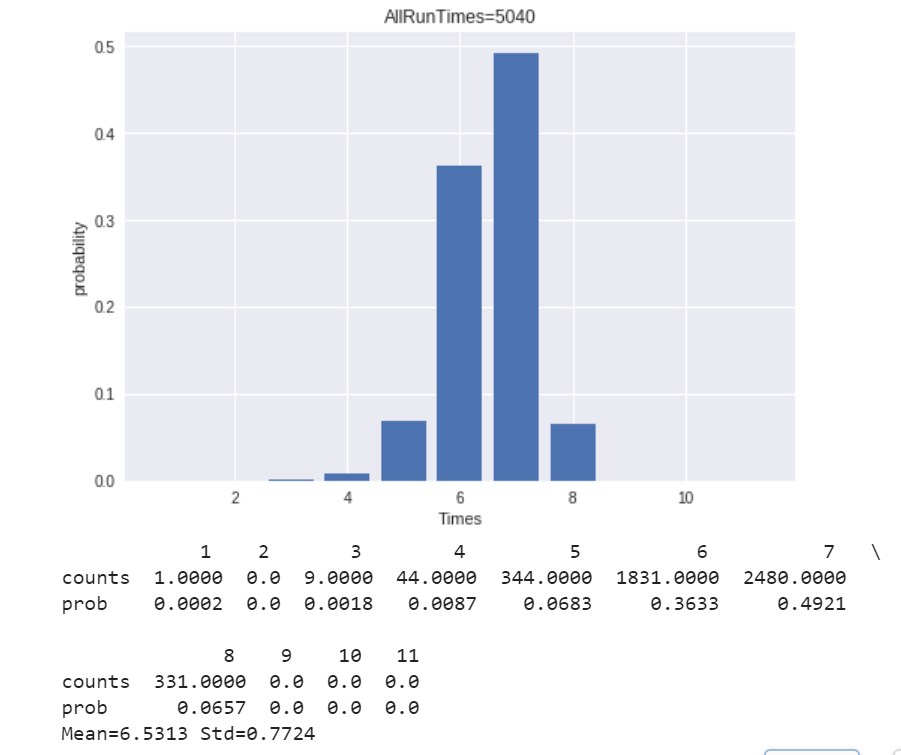 AllRunTimes=5040
0.5
0.4
0.3
0.2
0.1
0.0
probability
2 4 6 8 10
Times
1 2 3 4 5 6 7 \
counts 1.0000 0.0 9.0000 44.0000 344.0000 1831.0000 2480.0000
prob 0.0002 0.0 0.0018 0.0087 0.0683 0.3633 0.4921
8 9 10 11
counts 331.0000 0.0 0.0 0.0
prob 0.0657 0.0 0.0 0.0
Mean=6.5313 Std=0.7724